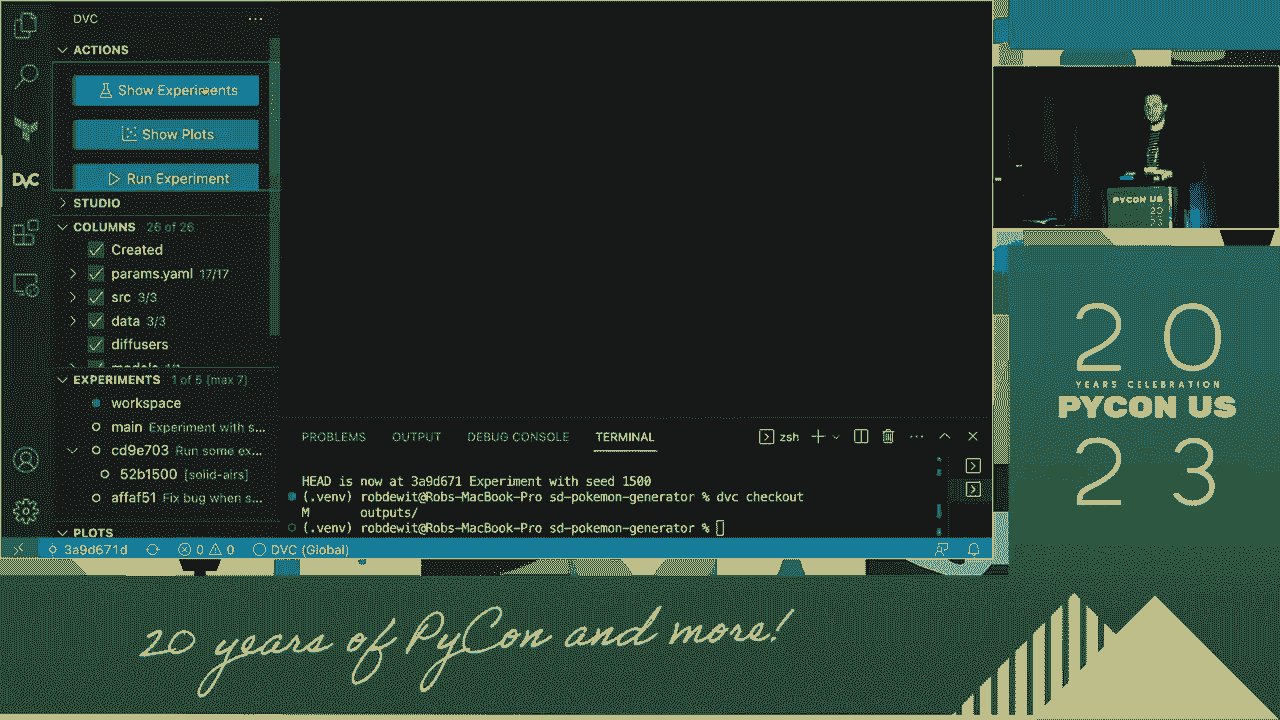 DVC
ACTIONS
Show Experiments
Show Plots
Run Experiment
STUDIO
COLUMNS 26 of 26
Created
params.yaml 17/17
src 3/3
data 3/3
diffusers
EXPERIMENTS 1 of 5 (max 7)
workspace
main Experiment with s...
cd9e703 Run some ex...
52b1500 [solid-airs]
affaf51 Fix bug when s...
PLOTS
DVC
PROBLEMS OUTPUT DEBUG CONSOLE TERMINAL zsh
HEAD is now at 3a9d671 Experiment with seed 1500
(.venv) robdewit@Robs-MacBook-Pro sd-pokemon-generator % dvc checkout
M outputs/
(.venv) robdewit@Robs-MacBook-Pro sd-pokemon-generator %
3a9d671d 0 0 DVC (Global)
PYCON US
20
23
20
YEARS CELEBRATION
PYCON US
23
20 years of PyCon and more!